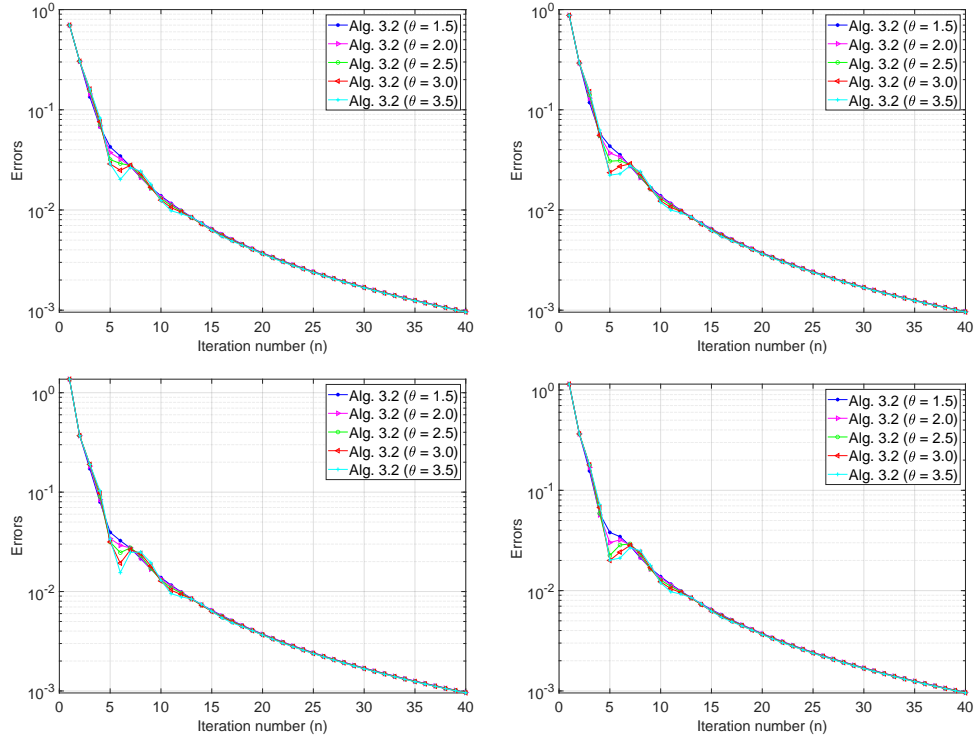 10^0
10^-1
10^-2
10^-3
Errors
0 5 10 15 20 25 30 35 40
Iteration number (n)
Alg. 3.2 (θ = 1.5)
Alg. 3.2 (θ = 2.0)
Alg. 3.2 (θ = 2.5)
Alg. 3.2 (θ = 3.0)
Alg. 3.2 (θ = 3.5)
10^0
10^-1
10^-2
10^-3
Errors
0 5 10 15 20 25 30 35 40
Iteration number (n)
Alg. 3.2 (θ = 1.5)
Alg. 3.2 (θ = 2.0)
Alg. 3.2 (θ = 2.5)
Alg. 3.2 (θ = 3.0)
Alg. 3.2 (θ = 3.5)
10^0
10^-1
10^-2
10^-3
Errors
0 5 10 15 20 25 30 35 40
Iteration number (n)
Alg. 3.2 (θ = 1.5)
Alg. 3.2 (θ = 2.0)
Alg. 3.2 (θ = 2.5)
Alg. 3.2 (θ = 3.0)
Alg. 3.2 (θ = 3.5)
10^0
10^-1
10^-2
10^-3
Errors
0 5 10 15 20 25 30 35 40
Iteration number (n)
Alg. 3.2 (θ = 1.5)
Alg. 3.2 (θ = 2.0)
Alg. 3.2 (θ = 2.5)
Alg. 3.2 (θ = 3.0)
Alg. 3.2 (θ = 3.5)